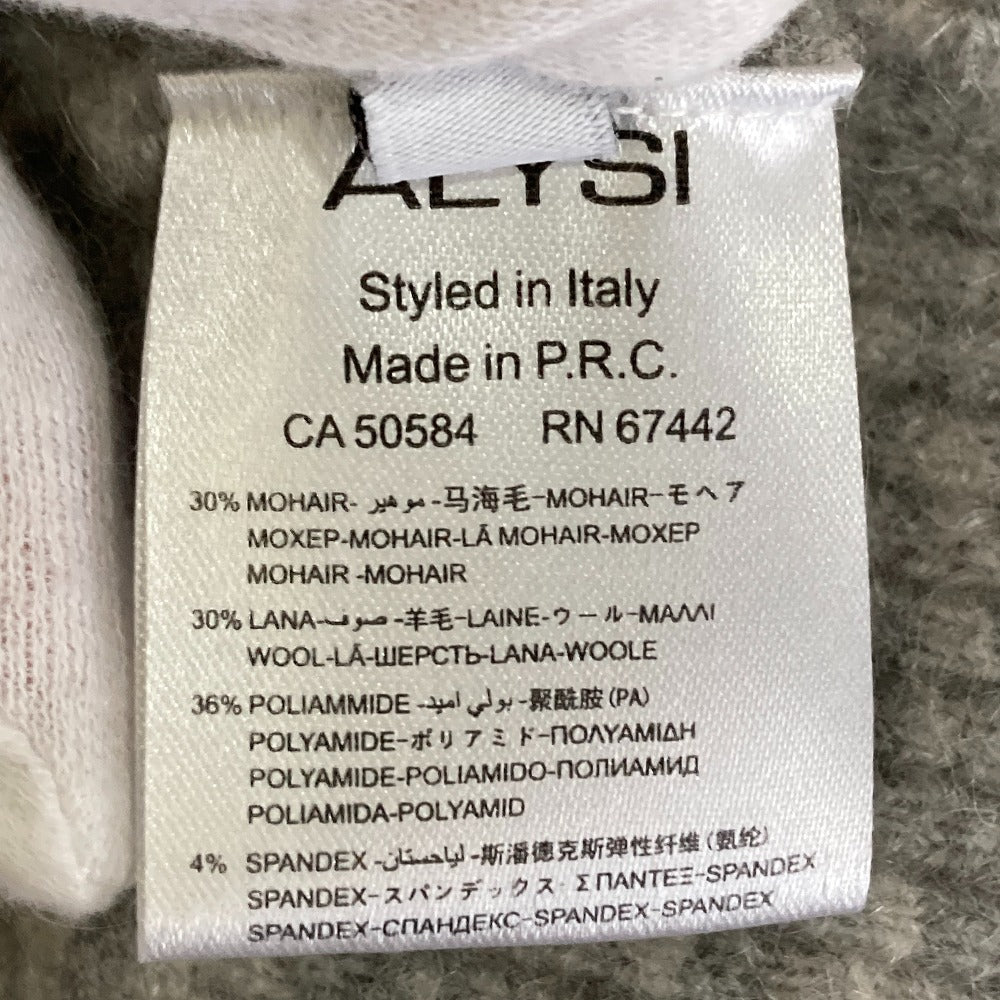 ALYSI
Styled in Italy
Made in P.R.C.
CA 50584 RN 67442
30% MOHAIR- موهير -马海毛-MOHAIR-モヘア
МОХЕР-MOHAIR-LÃ MOHAIR-МОХЕР
MOHAIR -MOHAIR
30% LANA-صوف-羊毛-LAINE-ウール-ΜΑΛΛΙ
WOOL-LÃ-ШЕРСТЬ-LANA-WOOLE
36% POLIAMMIDE -بولي اميد-聚酰胺(PA)
POLYAMIDE-ポリアミド-ΠΟΛΥΑΜΙΔΗ
POLYAMIDE-POLIAMIDO-ПОЛИАМИД
POLIAMIDA-POLYAMID
4% SPANDEX -لباحستان-斯潘德克斯弹性纤维(氨纶)
SPANDEX-スパンデックス· ΣΠΑΝΤΕΞ-SPANDEX
SPANDEX-СПАНДЕКС-SPANDEX-SPANDEX